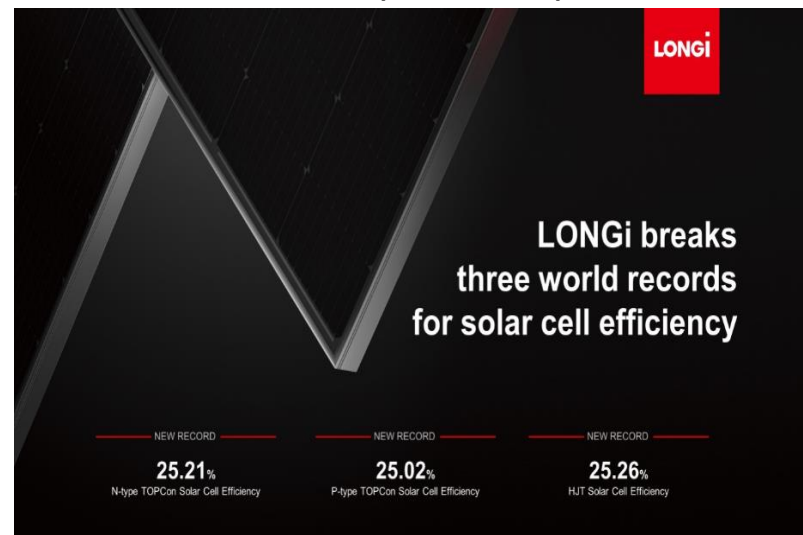 LONGi
LONGi breaks
three world records
for solar cell efficiency
NEW RECORD
25.21%
N-type TOPCon Solar Cell Efficiency
NEW RECORD
25.02%
P-type TOPCon Solar Cell Efficiency
NEW RECORD
25.26%
HJT Solar Cell Efficiency